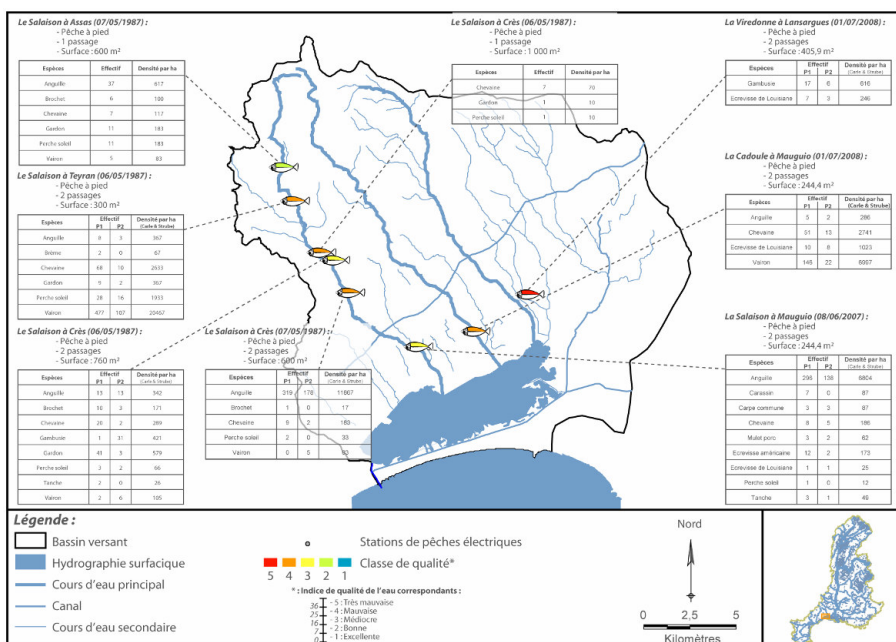 Le Salaison à Assas (07/05/1987) :
- Pêche à pied
- 1 passage
- Surface : 600 m²
Espèces Effectif Densité par ha
Anguille 37 617
Brochet 6 100
Chevaine 7 117
Gardon 11 183
Perche soleil 11 183
Vairon 5 83
Le Salaison à Crès (06/05/1987) :
- Pêche à pied
- 1 passage
- Surface : 1 000 m²
Espèces Effectif Densité par ha
Chevaine 7 70
Gardon 1 10
Perche soleil 1 10
La Viredonne à Lansargues (01/07/2008) :
- Pêche à pied
- 2 passages
- Surface : 405,9 m²
Espèces Effectif Densité par ha
P1 P2 (Carle & Strube)
Gambusie 17 6 616
Ecrevisse de Louisiane 7 3 246
Le Salaison à Teyran (06/05/1987) :
- Pêche à pied
- 2 passages
- Surface : 300 m²
Espèces Effectif Densité par ha
P1 P2 (Carle & Strube)
Anguille 8 3 367
Brème 2 0 67
Chevaine 68 10 2633
Gardon 9 2 367
Perche soleil 28 16 1933
Vairon 477 107 20467
La Cadoule à Mauguio (01/07/2008) :
- Pêche à pied
- 2 passages
- Surface : 244,4 m²
Espèces Effectif Densité par ha
P1 P2 (Carle & Strube)
Anguille 5 2 286
Chevaine 51 13 2741
Ecrevisse de Louisiane 10 8 1023
Vairon 146 22
Le Salaison à Crès (06/05/1987) :
- Pêche à pied
- 2 passages
- Surface : 760 m²
Espèces Effectif Densité par ha
P1 P2 (Carle & Strube)
Anguille 13 13 342
Brochet 10 3 171
Chevaine 20 2 289
Gambusie 1 31 421
Gardon 5 579
Perche soleil 3 2 66
Tanche 2 0 26
Vairon 2 6 105
Le Salaison à Crès (07/05/1987) :
- Pêche à pied
- 2 passages
- Surface : 600 m²
Espèces Effectif Densité par ha
P1 P2 (Carle & Strube)
Anguille 319 178 11867
Brochet 1 0 17
Chevaine 2
Perche soleil 2 0 33
Vairon 0 5
La Salaison à Mauguio (08/06/2007) :
- Pêche à pied
- 2 passages
- Surface : 244,4 m²
Espèces Effectif Densité par ha
P1 P2 (Carle & Strube)
Anguille 138
Carassin 7 0 87
Carpe commune 3 3 87
Chevaine 8 5 186
Mulet porc 3 2 62
Ecrevisse américaine 12 2 173
Ecrevisse de Louisiane 1 1 25
Perche soleil 1 0 12
Tanche 3 1 49
Légende :
Bassin versant
Hydrographie surfacique
Cours d'eau principal
Canal
Cours d'eau secondaire
Stations de pêches électriques
Classe de qualité*
5 4 3 2 1
* : Indice de qualité de l'eau correspondants :
- 5 : Très mauvaise
36 - 4 : Mauvaise
25 - 3 : Médiocre
16 - 2 : Bonne
7 - 1 : Excellente
0
Nord
0 2,5 5
Kilomètres